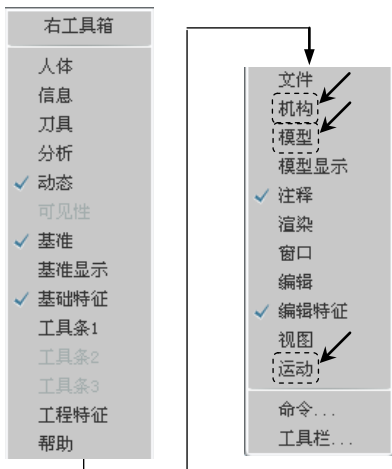 右工具箱
人体
信息
刀具
分析
动态
可见性
基准
基准显示
基础特征
工具条1
工具条2
工具条3
工程特征
帮助
文件
机构
模型
模型显示
注释
渲染
窗口
编辑
编辑特征
视图
运动
命令...
工具栏...